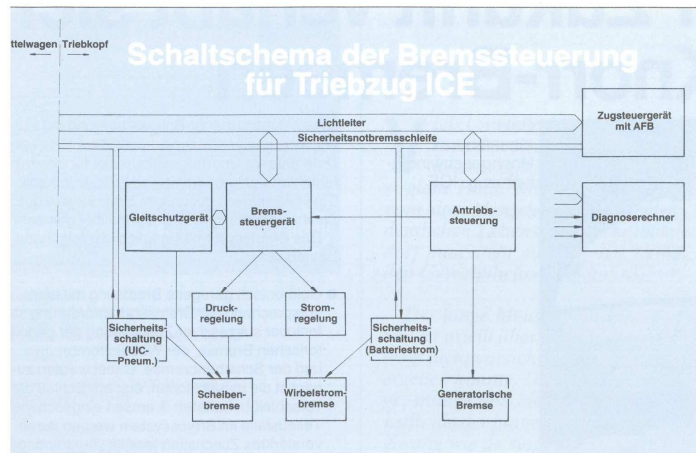 ttelwagen Triebkopf
Schaltschema der Bremssteuerung
für Triebzug ICE
Lichtleiter
Sicherheitsnotbremsschleife
Zugsteuergerät
mit AFB
Gleitschutzgerät
Brems-
steuergerät
Antriebs-
steuerung
Diagnoserechner
Druck-
regelung
Strom-
regelung
Sicherheits-
schaltung
(UIC-
Pneum.)
Sicherheits-
schaltung
(Batteriestrom)
Scheiben-
bremse
Wirbelstrom-
bremse
Generatorische
Bremse